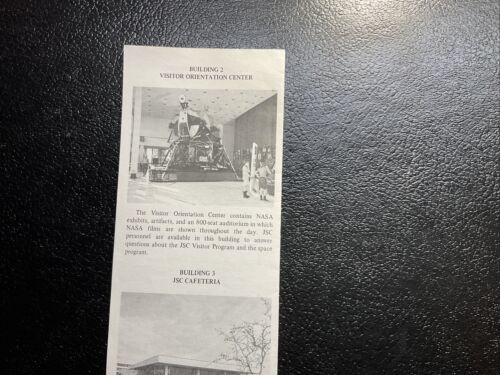 BUILDING 2
VISITOR ORIENTATION CENTER
The Visitor Orientation Center contains NASA
exhibits, artifacts, and an 800-seat auditorium in which
NASA films are shown throughout the day. JSC
personnel are available in this building to answer
questions about the JSC Visitor Program and the space
program.
BUILDING 3
JSC CAFETERIA